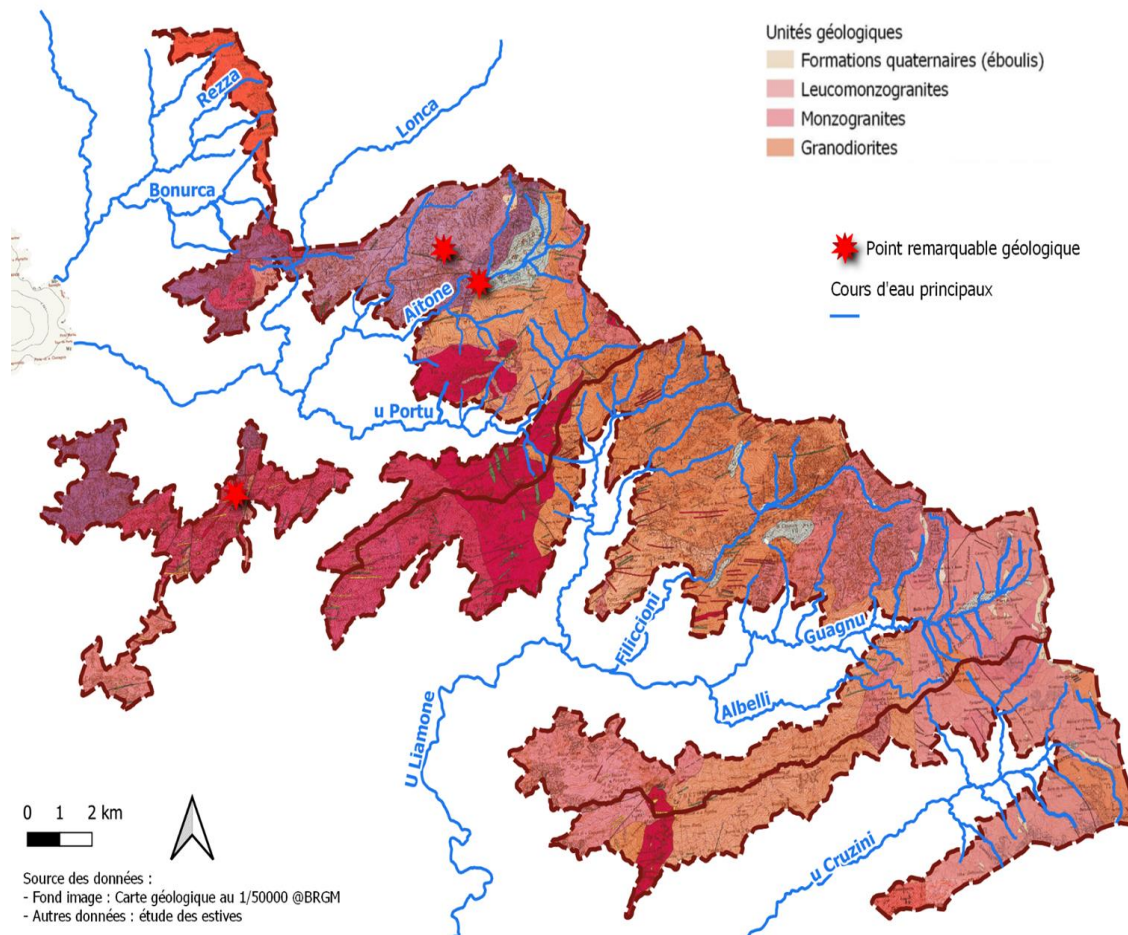 Unités géologiques
Formations quaternaires (éboulis)
Leucomonzogranites
Monzogranites
Granodiorites
Point remarquable géologique
Cours d'eau principaux
Rezza
Lonca
Bonurca
Aitone
u Portu
Filiccioni
Guagnu
Albelli
U Liamone
u Cruzini
0 1 2 km
Source des données :
- Fond image : Carte géologique au 1/50000 @BRGM
- Autres données : étude des estives